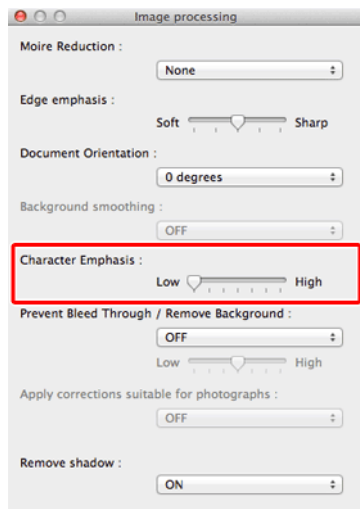 Image processing
Moire Reduction :
None
Edge emphasis :
Soft Sharp
Document Orientation :
0 degrees
Background smoothing :
OFF
Character Emphasis :
Low High
Prevent Bleed Through / Remove Background :
OFF
Low High
Apply corrections suitable for photographs :
OFF
Remove shadow :
ON